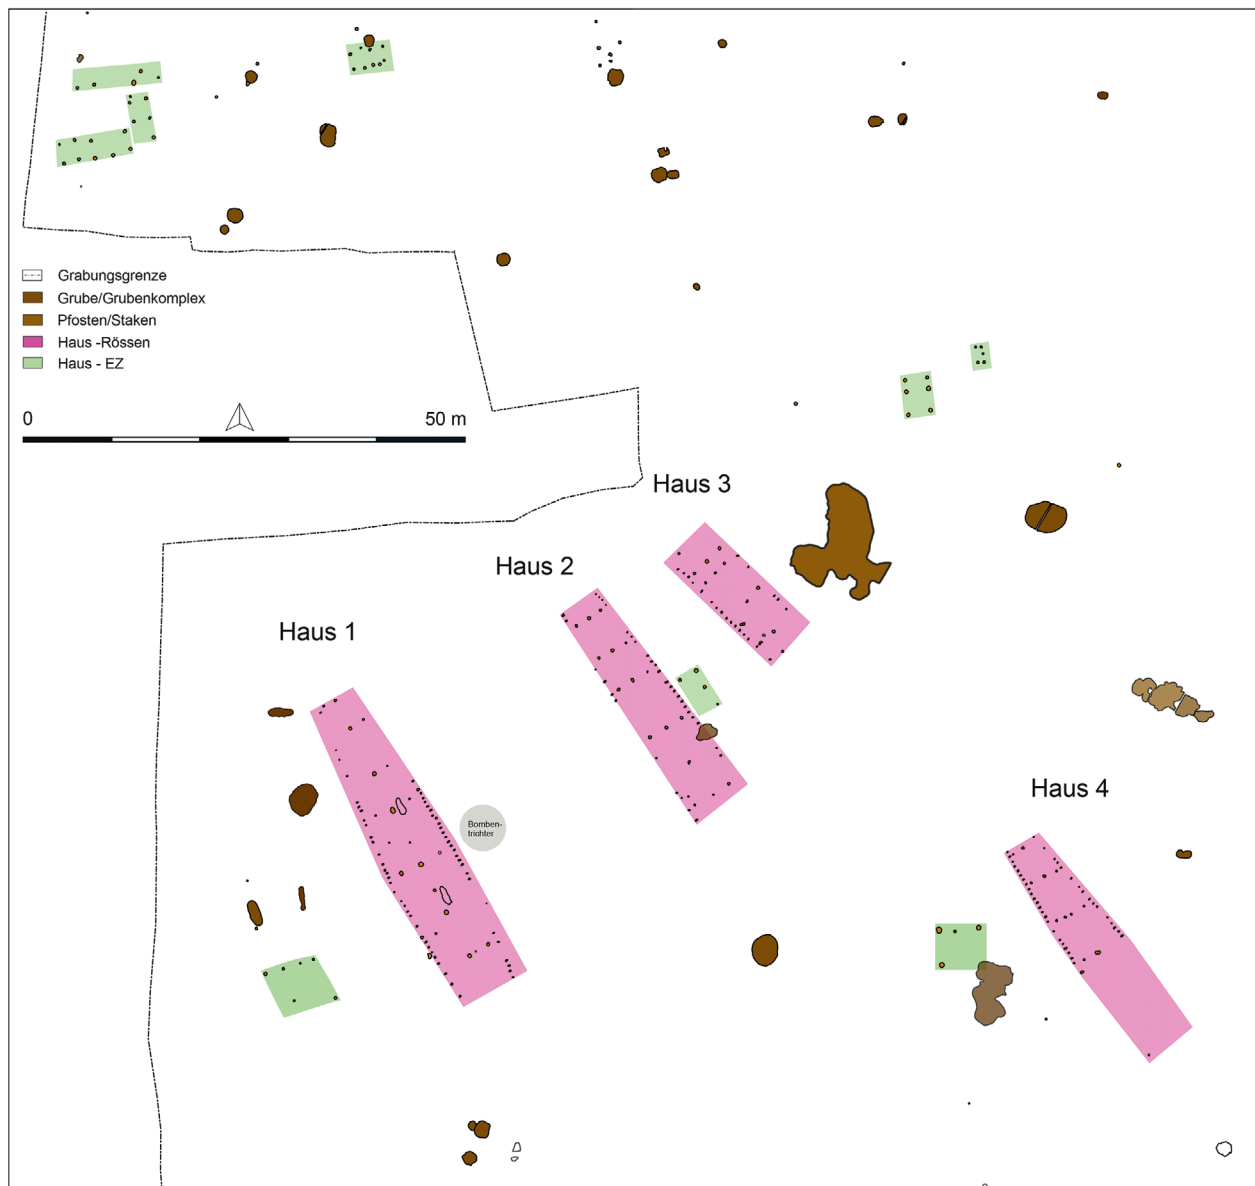 Grabungsgrenze
Grube/Grubenkomplex
Pfosten/Staken
Haus -Rössen
Haus - EZ
0 50 m
Haus 3
Haus 2
Haus 1
Bomben-
trichter
Haus 4